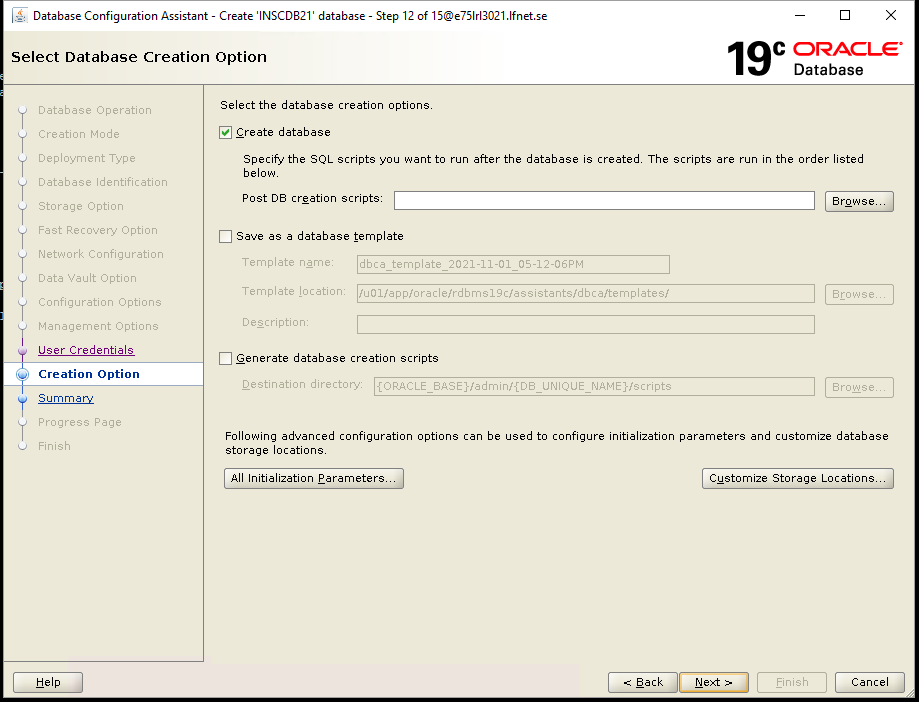 Database Configuration Assistant - Create 'INSCDB21' database - Step 12 of 15@e75lrl3021.lfnet.se
Select Database Creation Option
19c ORACLE
Database
Database Operation
Creation Mode
Deployment Type
Database Identification
Storage Option
Fast Recovery Option
Network Configuration
Data Vault Option
Configuration Options
Management Options
User Credentials
Creation Option
Summary
Progress Page
Finish
Select the database creation options.
Create database
Specify the SQL scripts you want to run after the database is created. The scripts are run in the order listed
below.
Post DB creation scripts:
Browse...
Save as a database template
Template name: dbca_template_2021-11-01_05-12-06PM
Template location: /u01/app/oracle/rdbms19c/assistants/dbca/templates/ Browse...
Description:
Generate database creation scripts
Destination directory: {ORACLE_BASE}/admin/{DB_UNIQUE_NAME}/scripts Browse...
Following advanced configuration options can be used to configure initialization parameters and customize database
storage locations.
All Initialization Parameters... Customize Storage Locations...
Help < Back Next > Finish Cancel